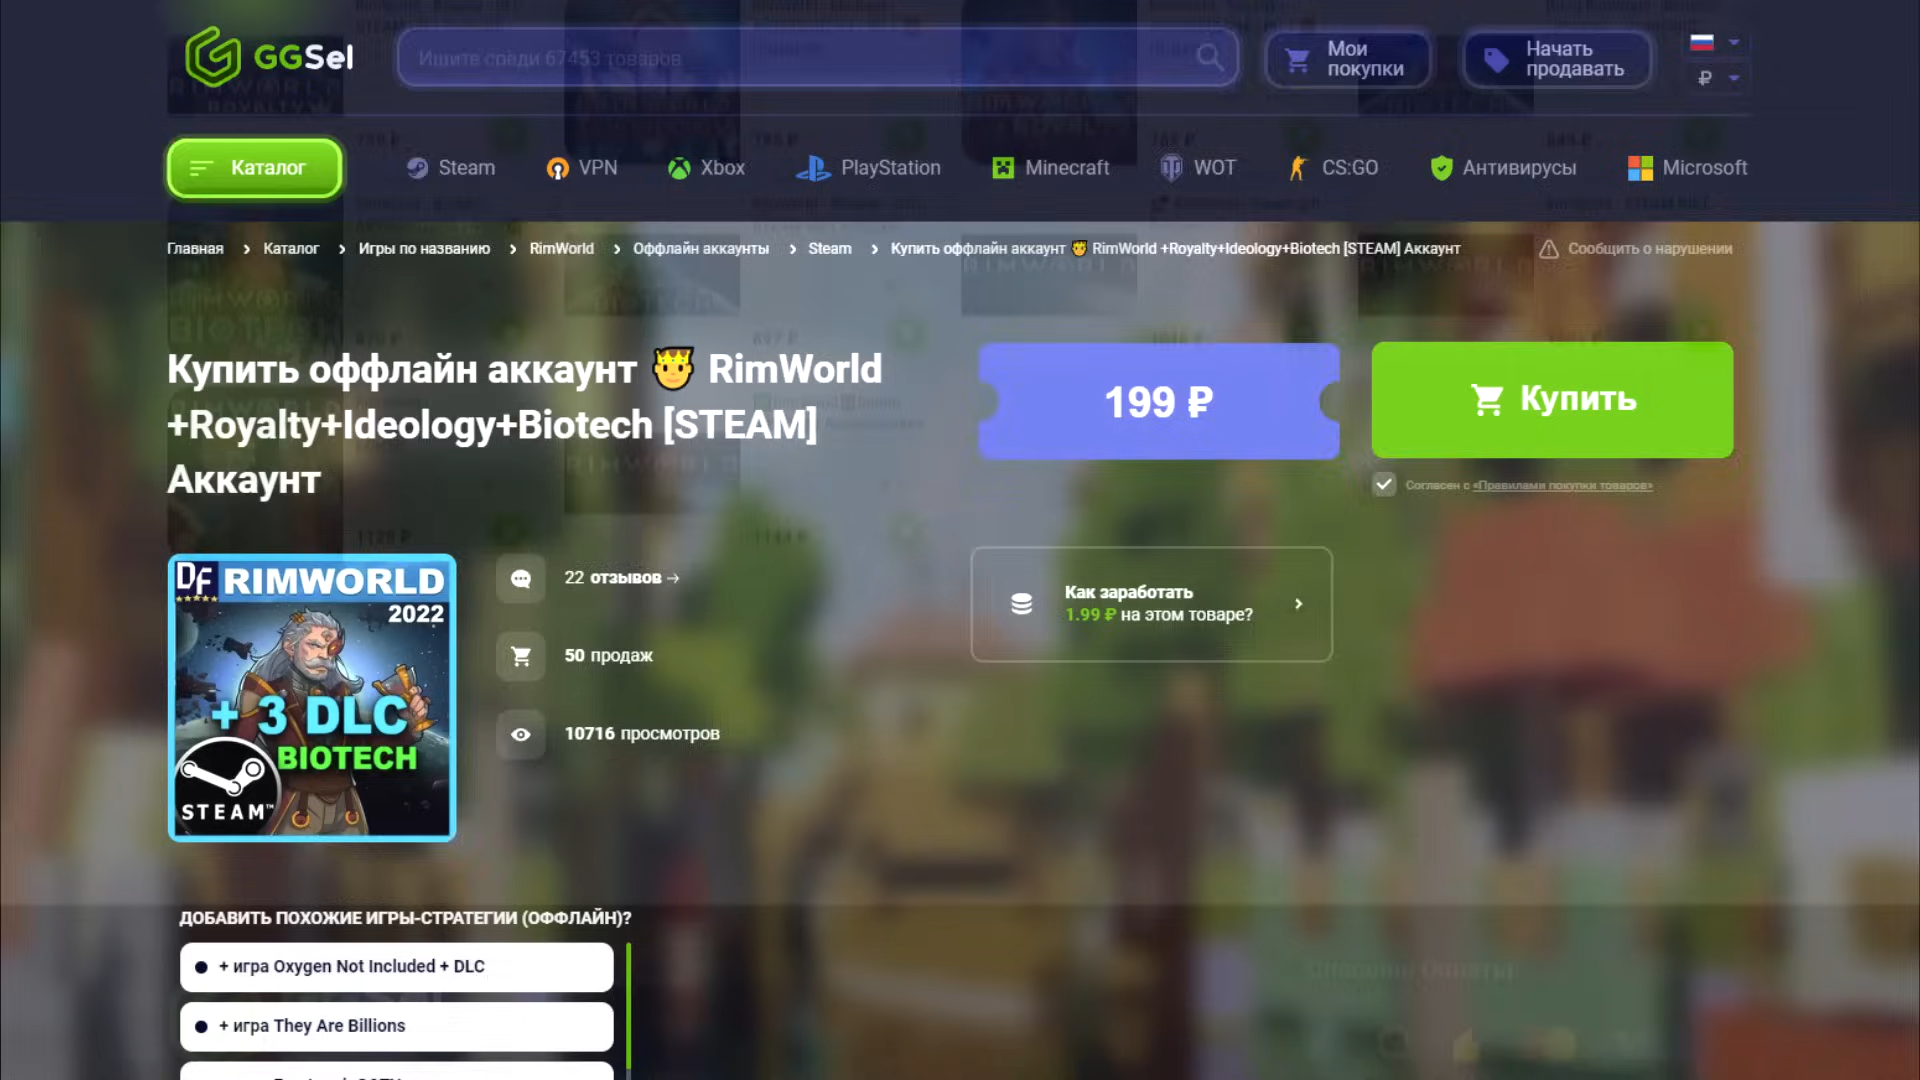 GGSel
Ищите среди 67453 товаров
Мои
покупки
Начать
продавать
₽
Каталог
Steam
VPN
Xbox
PlayStation
Minecraft
WOT
CS:GO
Антивирусы
Microsoft
Главная › Каталог › Игры по названию › RimWorld › Оффлайн аккаунты › Steam › Купить оффлайн аккаунт 🤴 RimWorld +Royalty+Ideology+Biotech [STEAM] Аккаунт
Сообщить о нарушении
Купить оффлайн аккаунт 🤴 RimWorld
+Royalty+Ideology+Biotech [STEAM]
Аккаунт
199 ₽
Купить
Согласен с «Правилами покупки товаров»
DF RIMWORLD
2022
+ 3 DLC
BIOTECH
STEAM™
22 отзывов →
50 продаж
10716 просмотров
Как заработать
1.99 ₽ на этом товаре?
ДОБАВИТЬ ПОХОЖИЕ ИГРЫ-СТРАТЕГИИ (ОФФЛАЙН)?
+ игра Oxygen Not Included + DLC
+ игра They Are Billions